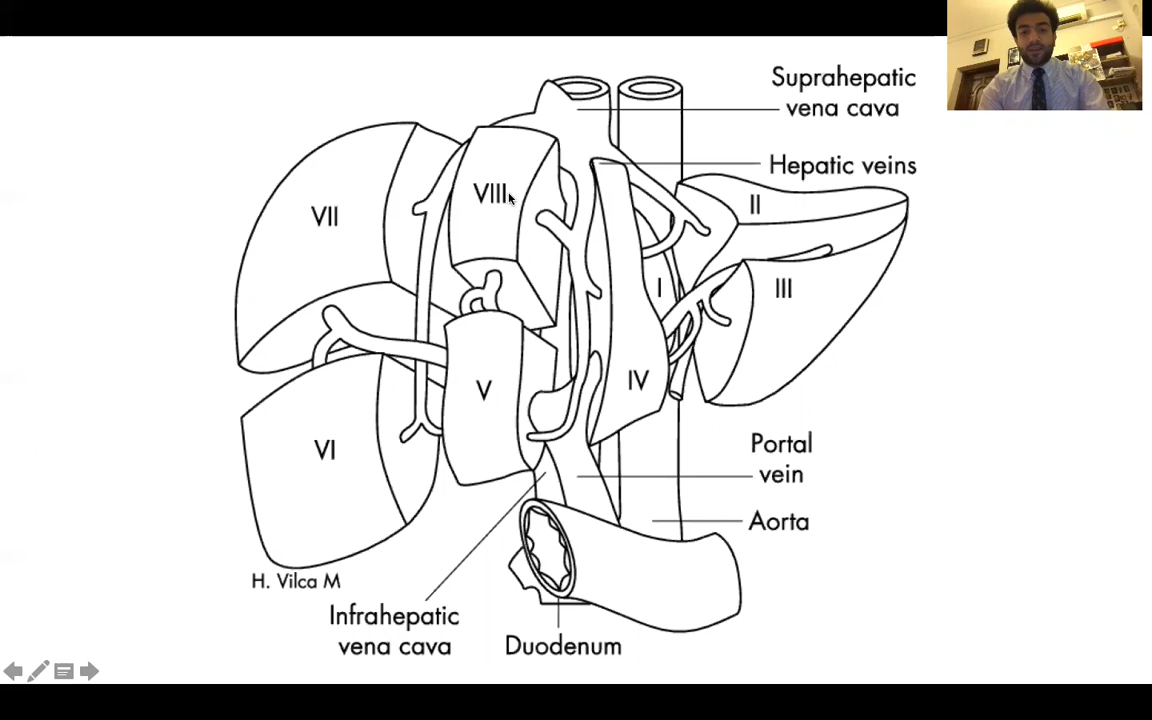 Suprahepatic
vena cava
Hepatic veins
VIII
VII
II
I
III
IV
V
VI
Portal
vein
Aorta
H. Vilca M
Infrahepatic
vena cava
Duodenum